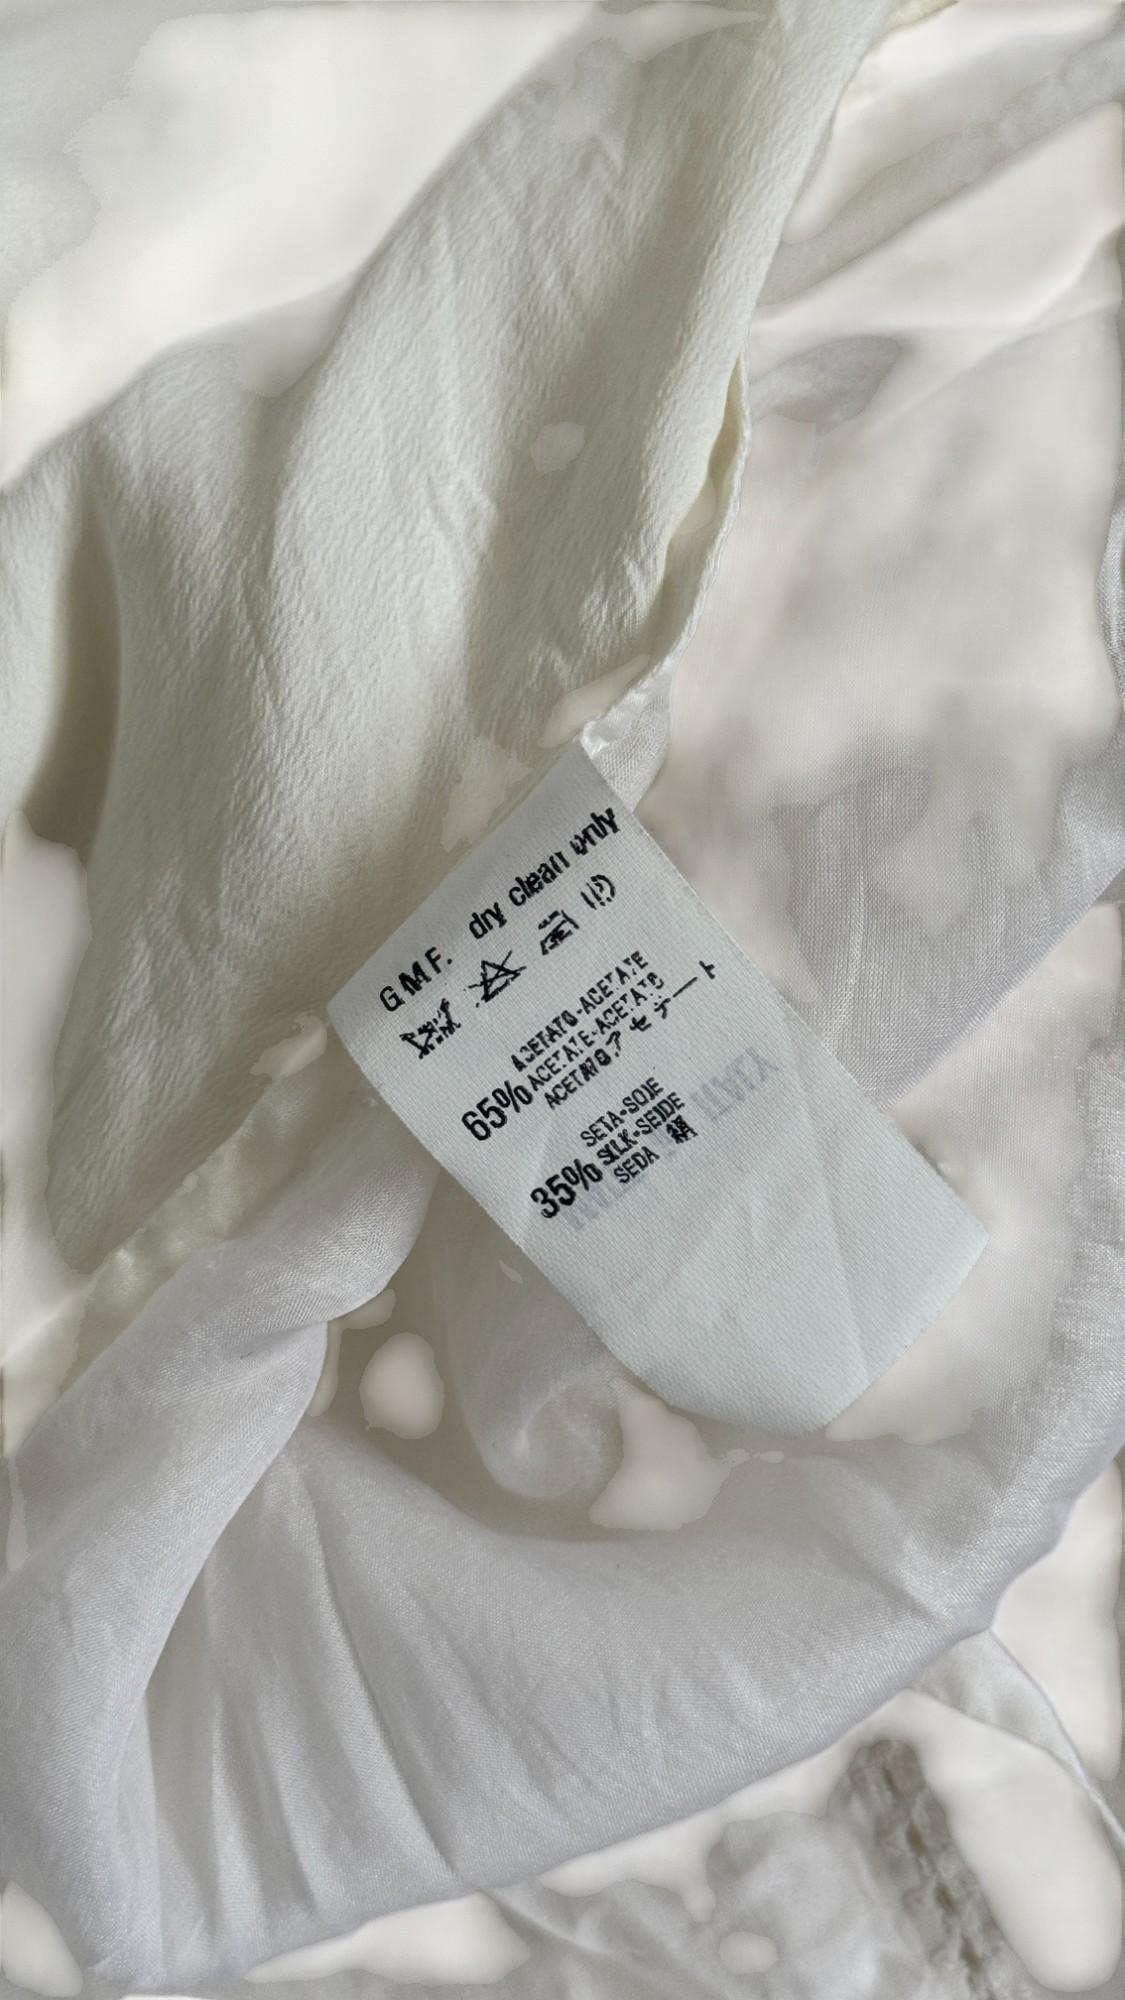 G.M.F. dry clean only
ACETATO-ACETATE
65% ACETATE-ACETATO
ACETATO アセテート
SETA-SOIE
35% SILK-SEIDE
SEDA 絹